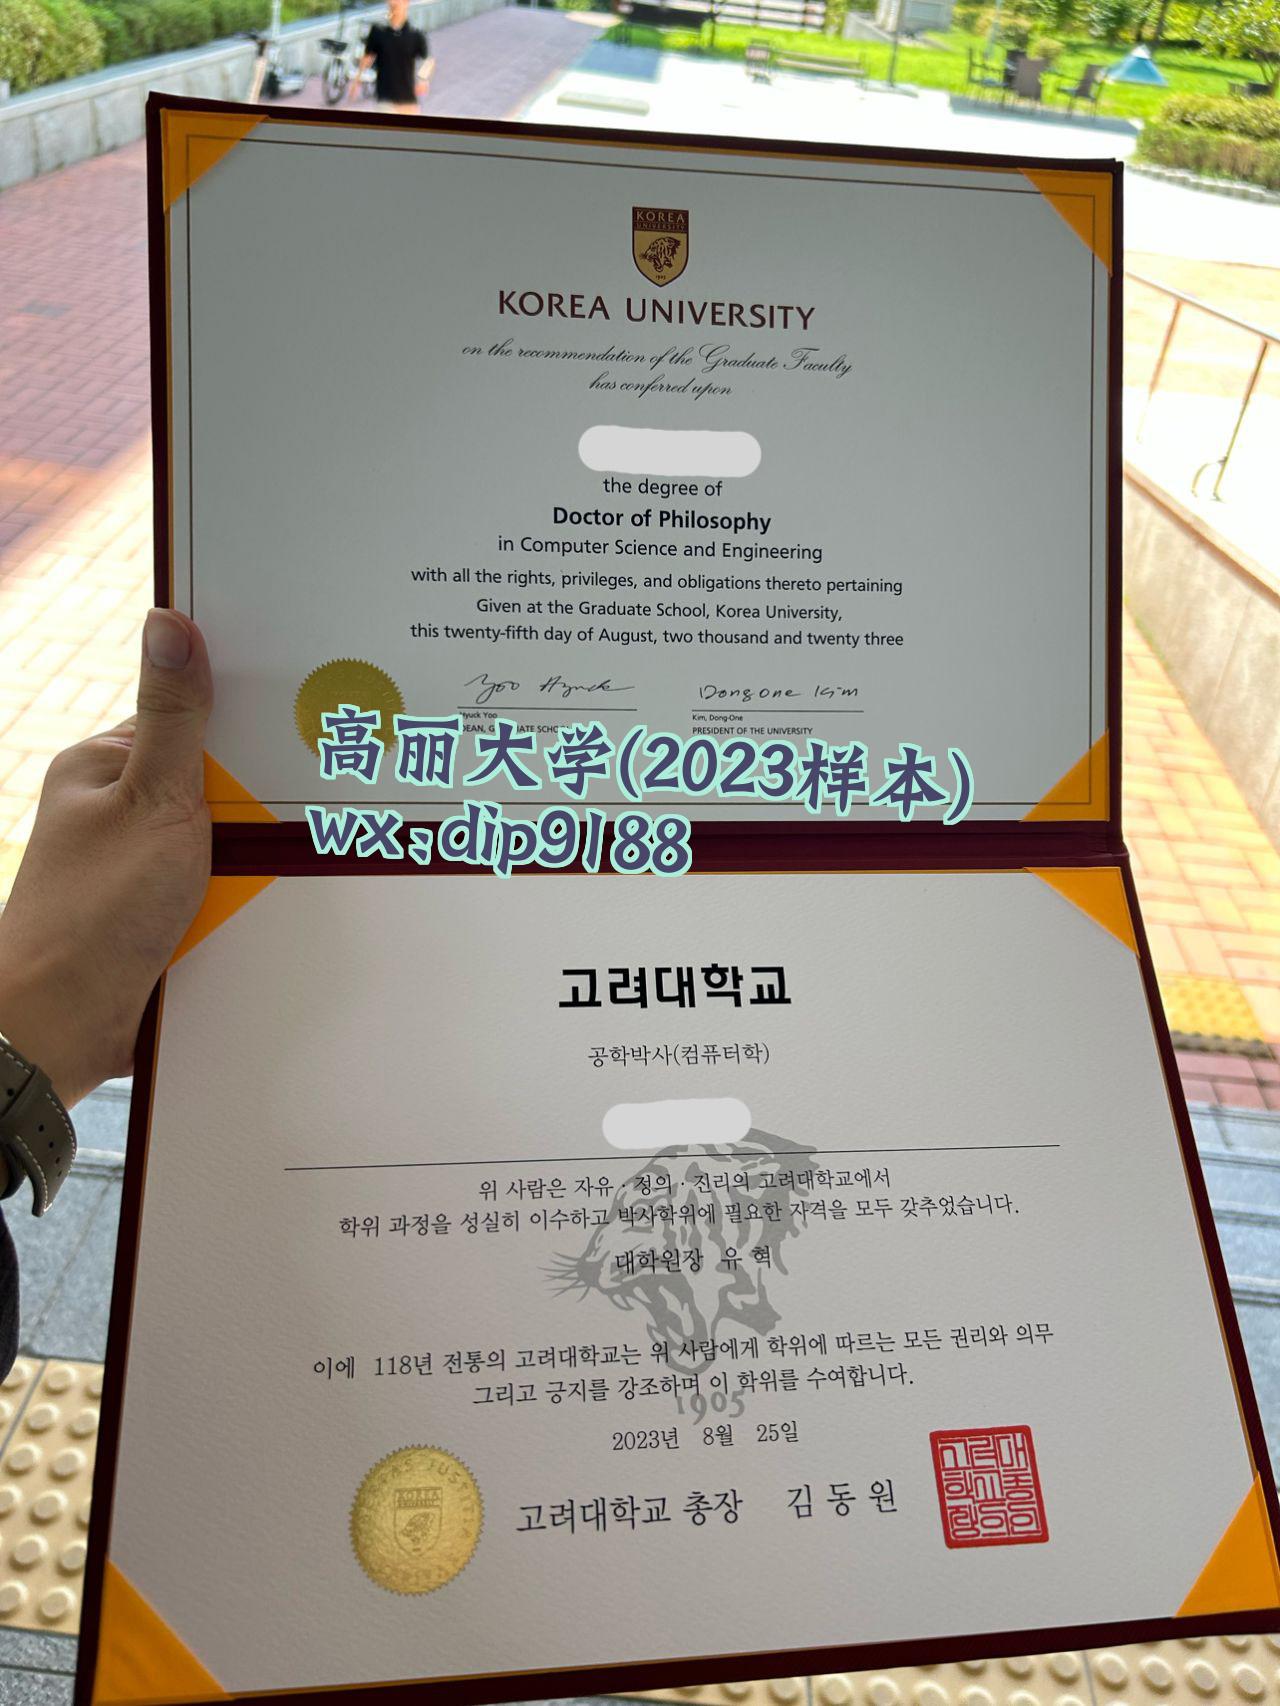 KOREA
UNIVERSITY
1905
KOREA UNIVERSITY
on the recommendation of the Graduate Faculty
has conferred upon
the degree of
Doctor of Philosophy
in Computer Science and Engineering
with all the rights, privileges, and obligations thereto pertaining
Given at the Graduate School, Korea University,
this twenty-fifth day of August, two thousand and twenty three
Yoo Hyuck
Dongone Kim
Hyuck Yoo
Kim, Dong-One
PRESIDENT OF THE UNIVERSITY
高丽大学(2023样本)
wx:dip9188
고려대학교
공학박사(컴퓨터학)
위 사람은 자유·정의·진리의 고려대학교에서
학위 과정을 성실히 이수하고 박사학위에 필요한 자격을 모두 갖추었습니다.
대학원장 유 혁
이에 118년 전통의 고려대학교는 위 사람에게 학위에 따르는 모든 권리와 의무
그리고 긍지를 강조하며 이 학위를 수여합니다.
1905
2023년 8월 25일
고려대학교 총장 김 동 원
KOREA